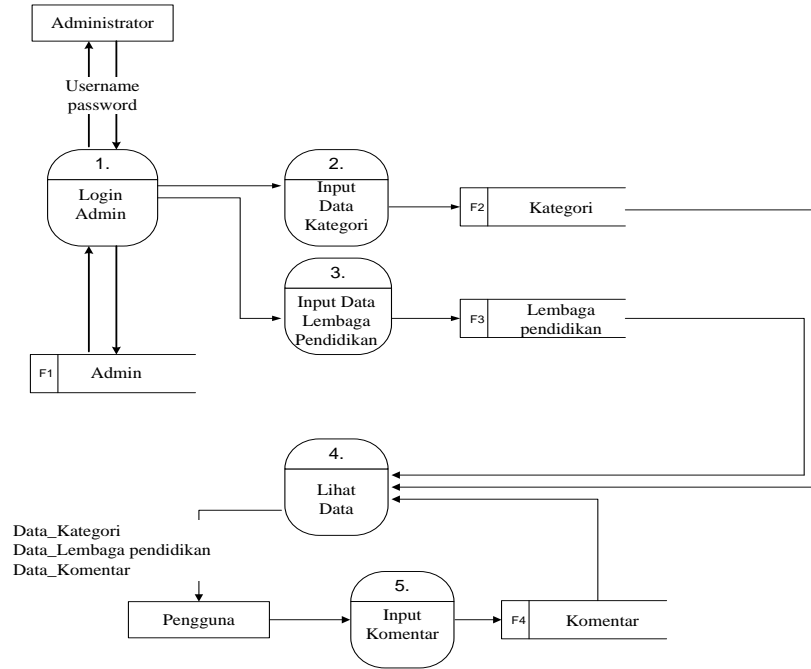 Administrator
Username
password
1.
Login
Admin
2.
Input
Data
Kategori
F2
Kategori
3.
Input Data
Lembaga
Pendidikan
F3
Lembaga
pendidikan
F1
Admin
4.
Lihat
Data
Data_Kategori
Data_Lembaga pendidikan
Data_Komentar
Pengguna
5.
Input
Komentar
F4
Komentar